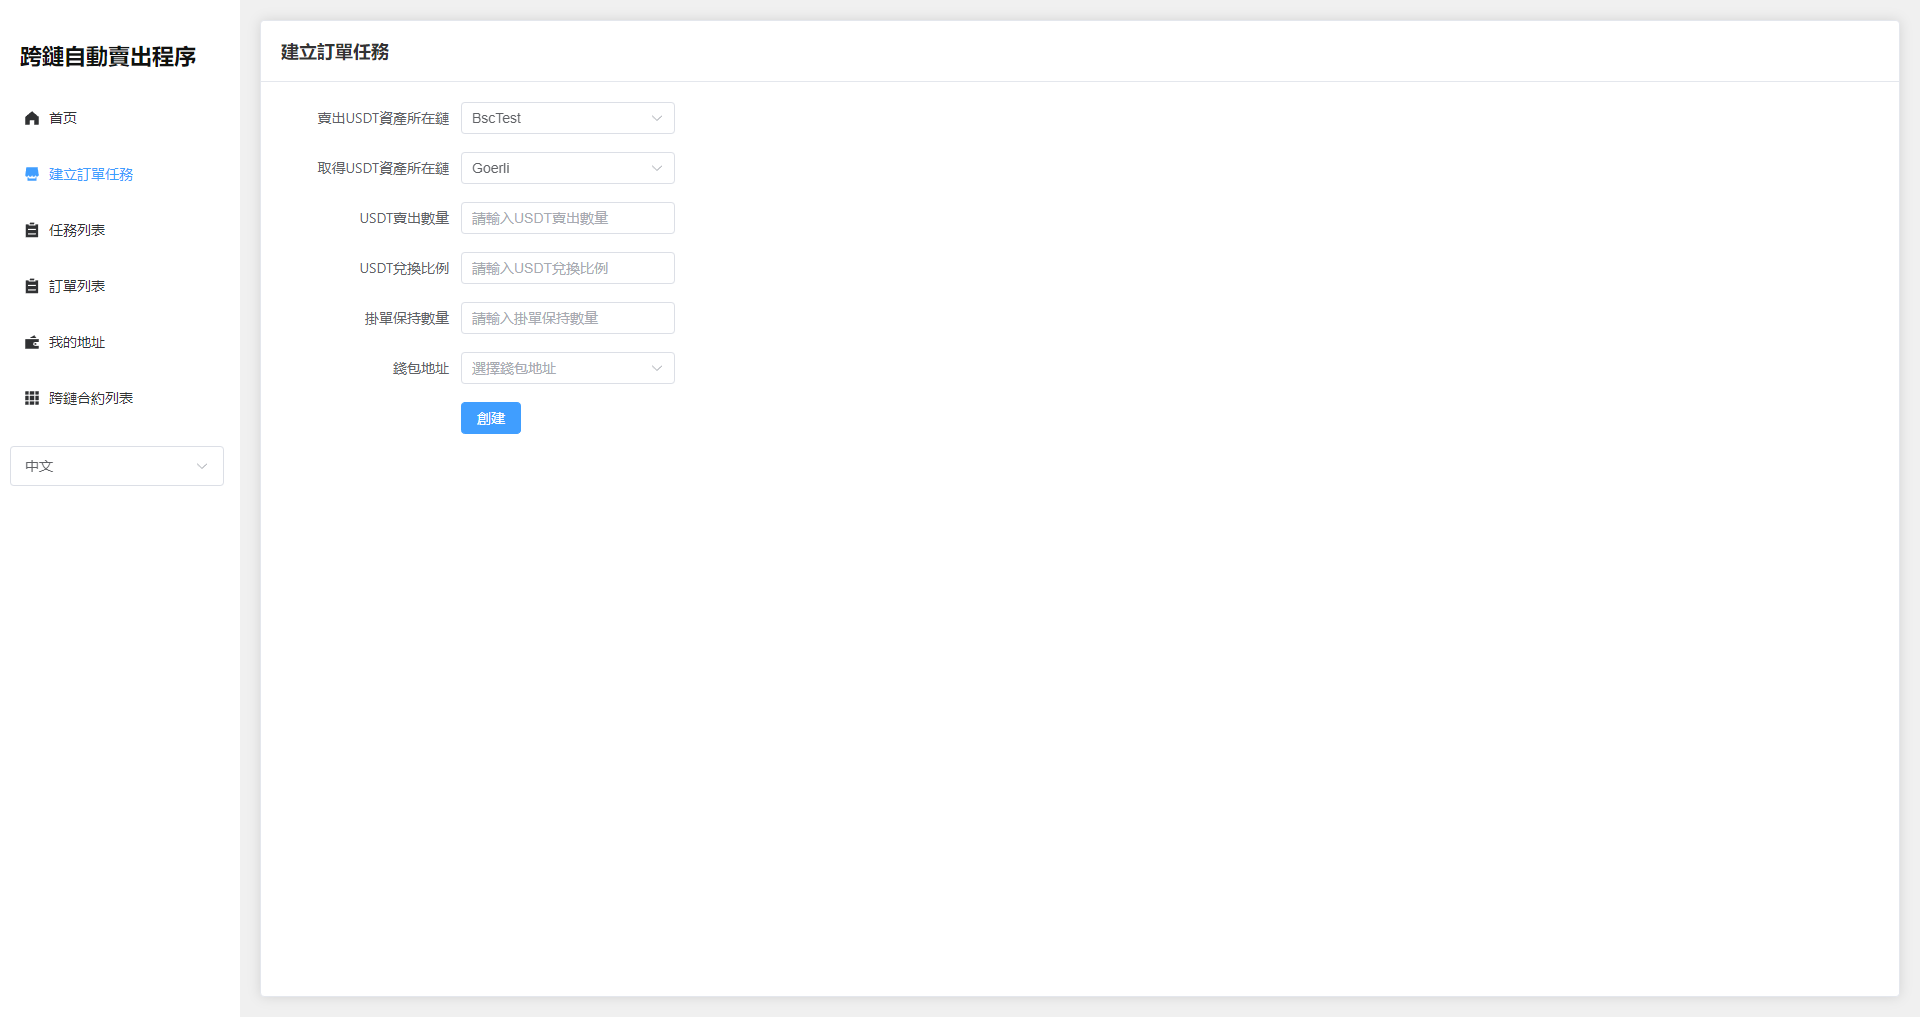 跨鏈自動賣出程序
首页
建立訂單任務
任務列表
訂單列表
我的地址
跨鏈合約列表
中文
建立訂單任務
賣出USDT資產所在鏈 BscTest
取得USDT資產所在鏈 Goerli
USDT賣出數量 請輸入USDT賣出數量
USDT兌換比例 請輸入USDT兌換比例
掛單保持數量 請輸入掛單保持數量
錢包地址 選擇錢包地址
創建